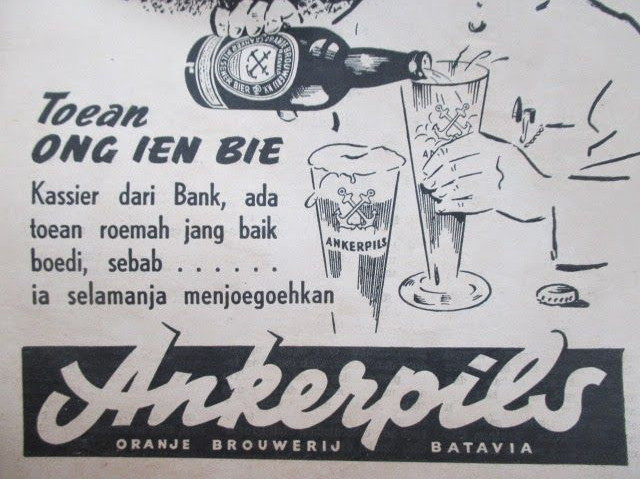 Toean
ONG IEN BIE
Kassier dari Bank, ada
toean roemah jang baik
boedi, sebab . . . . . .
ia selamanja menjoegoehkan
ANKERPILS
Ankerpils
ORANJE BROUWERIJ BATAVIA